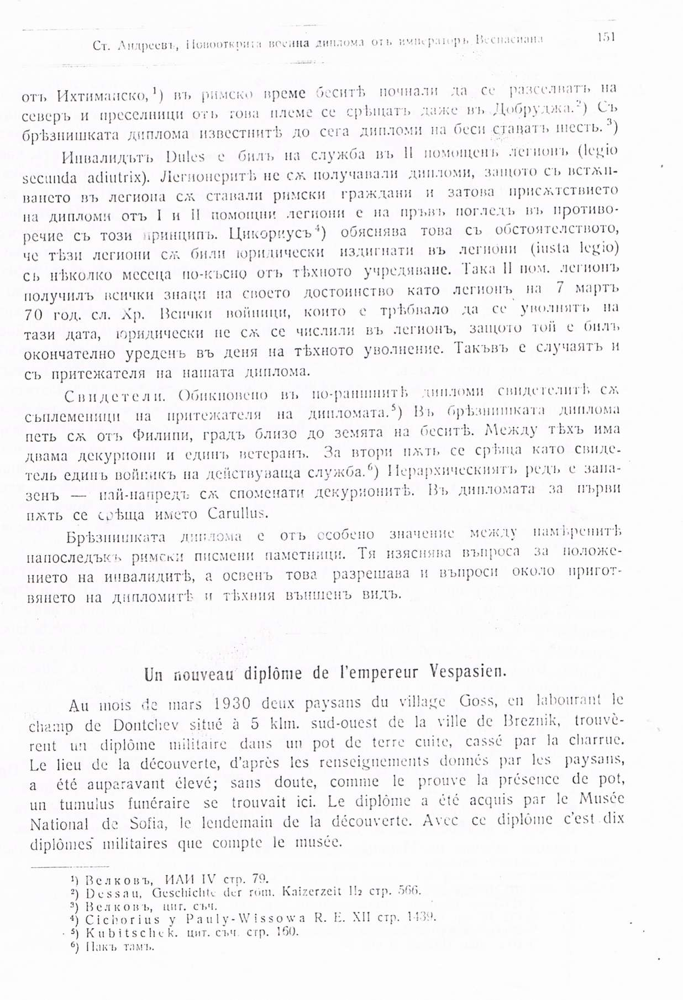 Ст. Андреевъ, Новооткрита военна диплома отъ императоръ Веспасиана 151
отъ Ихтиманско,¹) въ римско време беситѣ почнали да се разселватъ на
северъ и преселници отъ това племе се срѣщатъ даже въ Добруджа.²) Съ
брѣзнишката диплома известнитѣ до сега дипломи на беси ставатъ шесть.³)
Инвалидътъ Dules е билъ на служба въ II помощенъ легионъ (legio
secunda adiutrix). Легионеритѣ не сѫ получавали дипломи, защото съ встѫп-
ването въ легиона сѫ ставали римски граждани и затова присѫтствието
на дипломи отъ I и II помощни легиони е на пръвъ погледъ въ противо-
речие съ този принципъ. Цикориусъ⁴) обяснява това съ обстоятелството,
че тѣзи легиони сѫ били юридически издигнати въ легиони (iusta legio)
съ нѣколко месеца по-късно отъ тѣхното учредяване. Така II пом. легионъ
получилъ всички знаци на своето достоинство като легионъ на 7 мартъ
70 год. сл. Хр. Всички войници, които е трѣбвало да се уволнятъ на
тази дата, юридически не сѫ се числили въ легионъ, защото той е билъ
окончателно уреденъ въ деня на тѣхното уволнение. Такъвъ е случаятъ и
съ притежателя на нашата диплома.
Свидетели. Обикновено въ по-раншнитѣ дипломи свидетелитѣ сѫ
съплеменици на притежателя на дипломата.⁵) Въ брѣзнишката диплома
петь сѫ отъ Филипи, градъ близо до земята на беситѣ. Между тѣхъ има
двама декуриони и единъ ветеранъ. За втори пѫть се срѣща като свиде-
тель единъ войникъ на действуваща служба.⁶) Иерархическиятъ редъ е запа-
зенъ — най-напредъ сѫ споменати декурионитѣ. Въ дипломата за първи
пѫть се срѣща името Carullus.
Брѣзнишката диплома е отъ особено значение между намѣренитѣ
напоследъкъ римски писмени паметници. Тя изяснява въпроса за положе-
нието на инвалидитѣ, а освенъ това разрешава и въпроси около пригот-
вянето на дипломитѣ и тѣхния външенъ видъ.
Un nouveau diplôme de l'empereur Vespasien.
Au mois de mars 1930 deux paysans du village Goss, en labourant le
champ de Dontchev situé à 5 klm. sud-ouest de la ville de Breznik, trouvè-
rent un diplôme militaire dans un pot de terre cuite, cassé par la charrue.
Le lieu de la découverte, d'après les renseignements donnés par les paysans,
a été auparavant élevé; sans doute, comme le prouve la présence de pot,
un tumulus funéraire se trouvait ici. Le diplôme a été acquis par le Musée
National de Sofia, le lendemain de la découverte. Avec ce diplôme c'est dix
diplômes militaires que compte le musée.
¹) Велковъ, ИАИ IV стр. 79.
²) Dessau, Geschichte der röm. Kaizerzeit II₂ стр. 566.
³) Велковъ, цит. съч.
⁴) Cichorius у Pauly-Wissowa R. E. XII стр. 1439.
⁵) Kubitschek. цит. съч. стр. 160.
⁶) Пакъ тамъ.